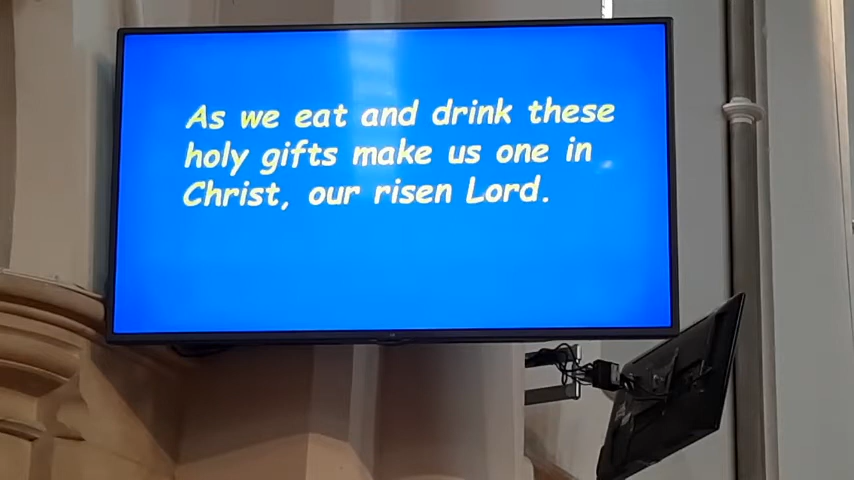 As we eat and drink these
holy gifts make us one in
Christ, our risen Lord.